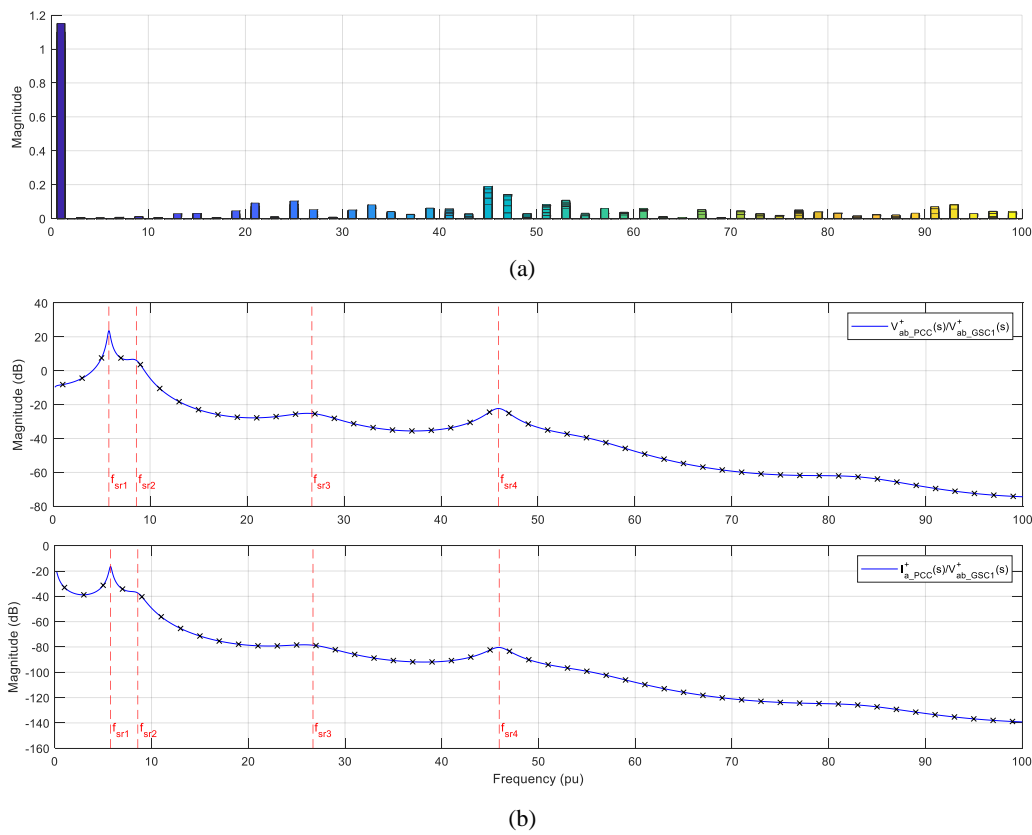 1.2
1
0.8
0.6
0.4
0.2
0
Magnitude
0 10 20 30 40 50 60 70 80 90 100
(a)
40
20
0
-20
-40
-60
-80
Magnitude (dB)
V+ab_PCC(s)/V+ab_GSC1(s)
fsr1 fsr2 fsr3 fsr4
0 10 20 30 40 50 60 70 80 90 100
0
-20
-40
-60
-80
-100
-120
-140
-160
Magnitude (dB)
I+a_PCC(s)/V+ab_GSC1(s)
fsr1 fsr2 fsr3 fsr4
0 10 20 30 40 50 60 70 80 90 100
Frequency (pu)
(b)